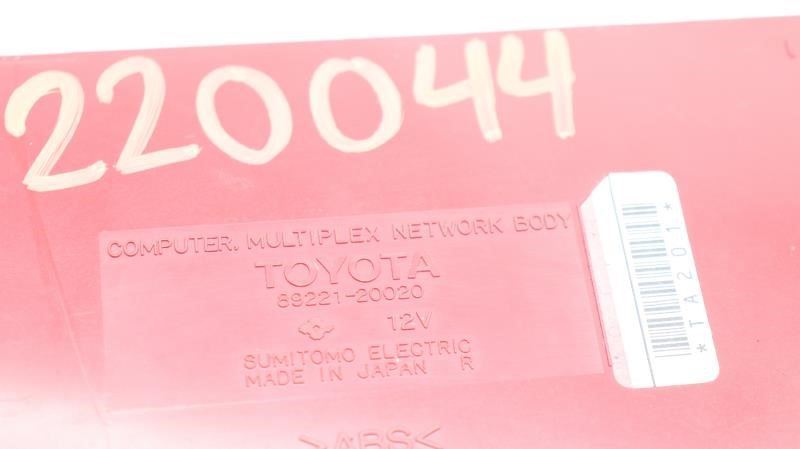 220044
COMPUTER, MULTIPLEX NETWORK BODY
TOYOTA
89221-20020
12V
SUMITOMO ELECTRIC
MADE IN JAPAN R
*TA201*
>ABS<